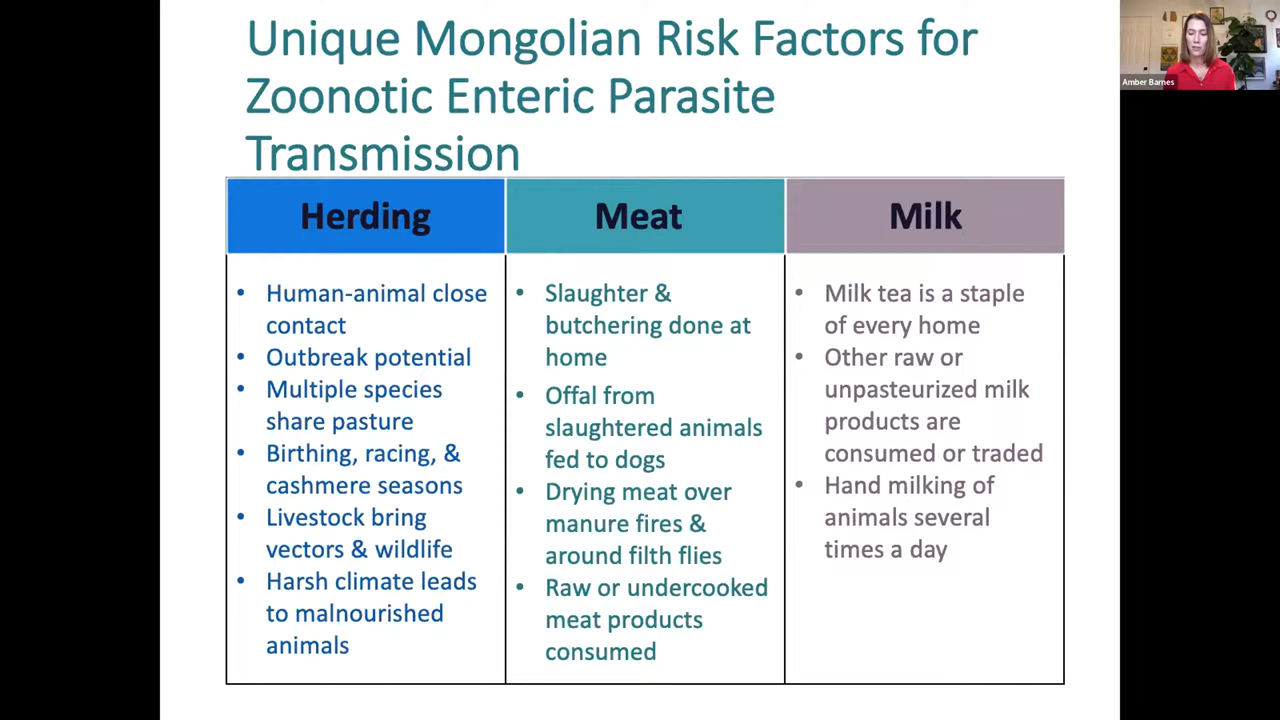 Unique Mongolian Risk Factors for
Zoonotic Enteric Parasite
Transmission
Herding
• Human-animal close
contact
• Outbreak potential
• Multiple species
share pasture
• Birthing, racing, &
cashmere seasons
• Livestock bring
vectors & wildlife
• Harsh climate leads
to malnourished
animals
Meat
• Slaughter &
butchering done at
home
• Offal from
slaughtered animals
fed to dogs
• Drying meat over
manure fires &
around filth flies
• Raw or undercooked
meat products
consumed
Milk
• Milk tea is a staple
of every home
• Other raw or
unpasteurized milk
products are
consumed or traded
• Hand milking of
animals several
times a day
Amber Barnes